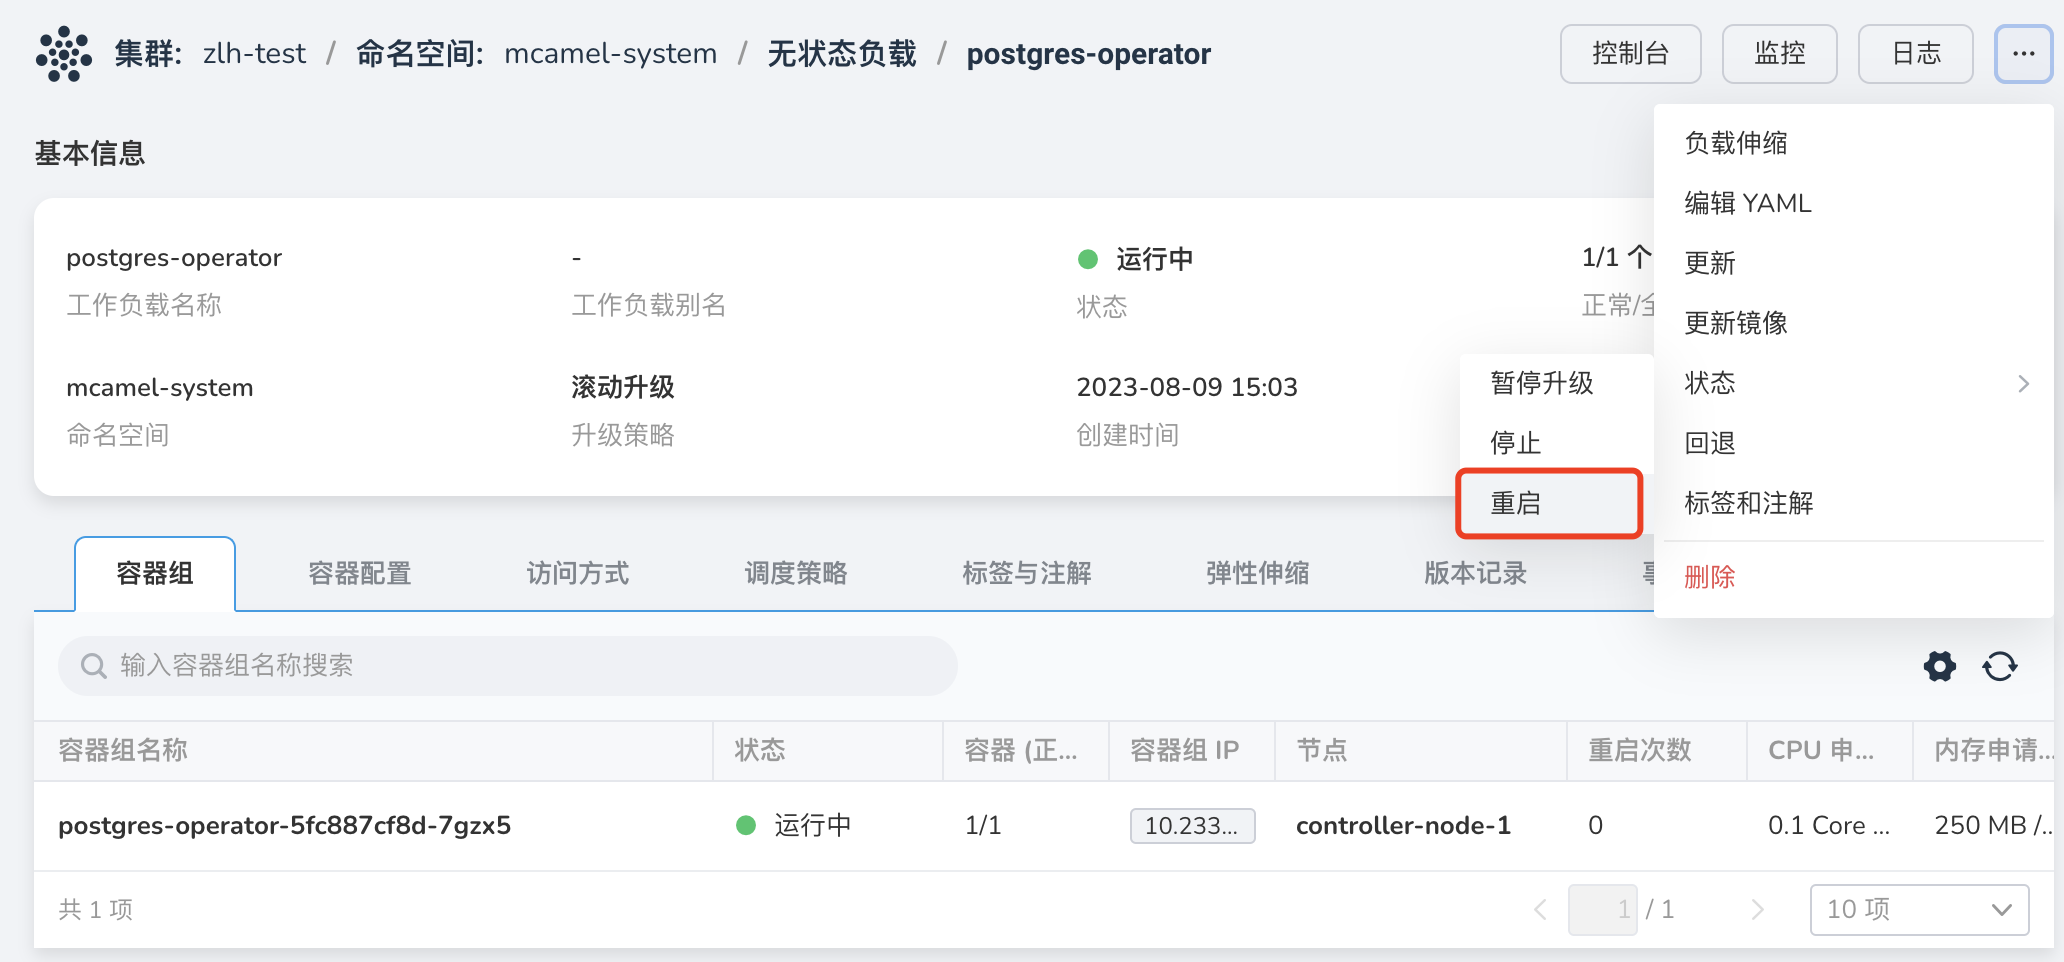 集群: zlh-test / 命名空间: mcamel-system / 无状态负载 / postgres-operator
控制台 监控 日志 ···
基本信息
负载伸缩
编辑 YAML
更新
更新镜像
状态
回退
标签和注解
删除
暂停升级
停止
重启
postgres-operator - 运行中 1/1 个
工作负载名称 工作负载别名 状态 正常/
mcamel-system 滚动升级 2023-08-09 15:03
命名空间 升级策略 创建时间
容器组 容器配置 访问方式 调度策略 标签与注解 弹性伸缩 版本记录
输入容器组名称搜索
容器组名称 状态 容器 (正... 容器组 IP 节点 重启次数 CPU 申... 内存申请...
postgres-operator-5fc887cf8d-7gzx5 运行中 1/1 10.233... controller-node-1 0 0.1 Core ... 250 MB /...
共 1 项 1 / 1 10 项